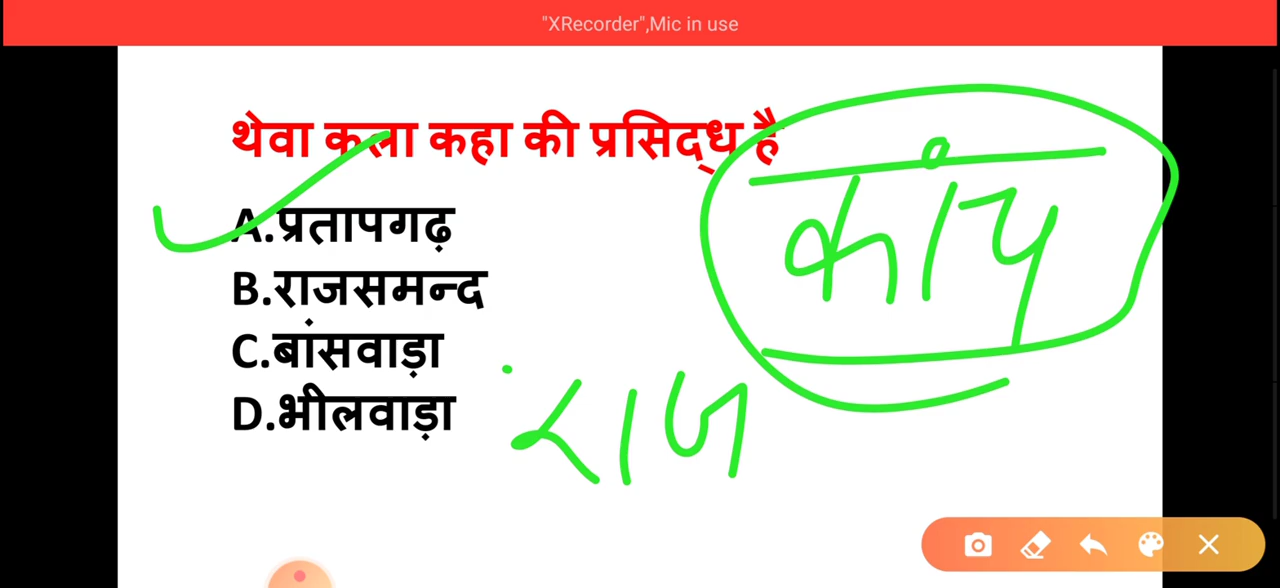 "XRecorder",Mic in use
थेवा कला कहा की प्रसिद्ध है
A.प्रतापगढ़
B.राजसमन्द
C.बांसवाड़ा
D.भीलवाड़ा
कांच
राज